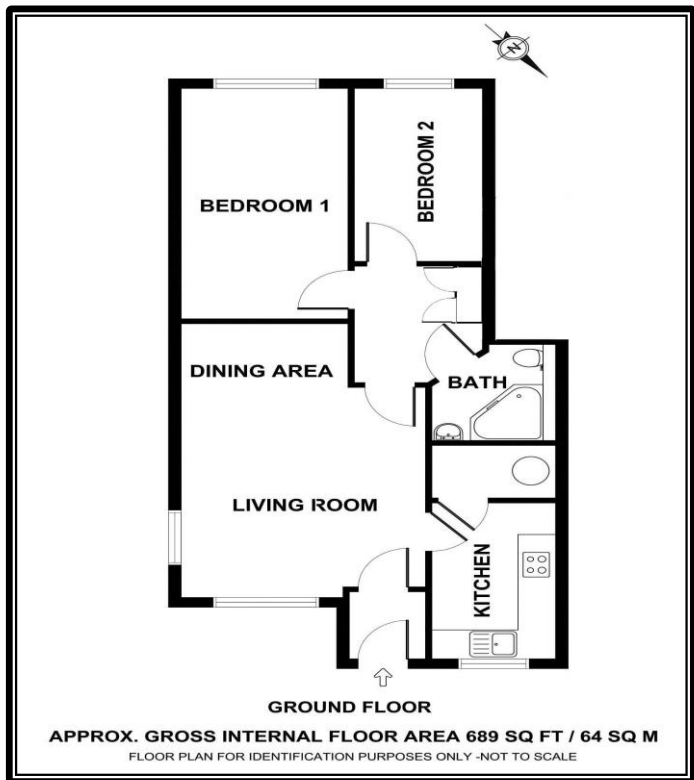 N
BEDROOM 1
BEDROOM 2
DINING AREA
BATH
LIVING ROOM
KITCHEN
GROUND FLOOR
APPROX. GROSS INTERNAL FLOOR AREA 689 SQ FT / 64 SQ M
FLOOR PLAN FOR IDENTIFICATION PURPOSES ONLY -NOT TO SCALE